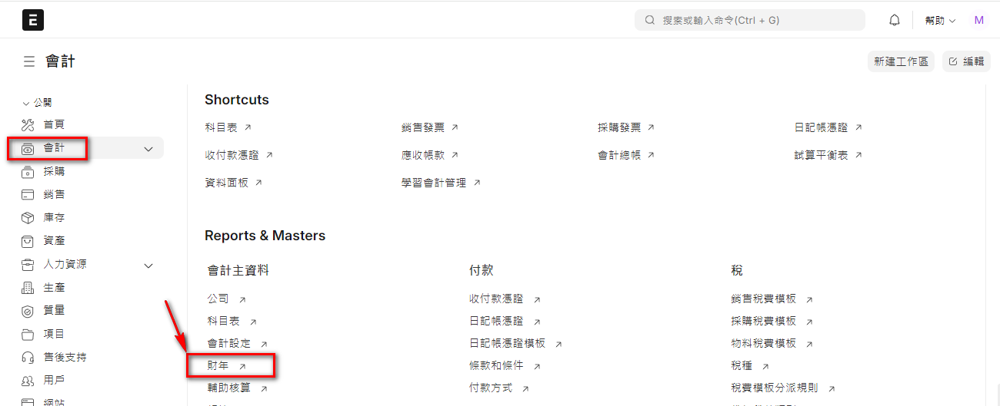 E
搜索或輸入命令(Ctrl + G)
幫助
M
會計
新建工作區
編輯
公開
首頁
會計
採購
銷售
庫存
資產
人力資源
生產
質量
項目
售後支持
用戶
網站
Shortcuts
科目表
銷售發票
採購發票
日記帳憑證
收付款憑證
應收帳款
會計總帳
試算平衡表
資料面板
學習會計管理
Reports & Masters
會計主資料
公司
科目表
會計設定
財年
輔助核算
付款
收付款憑證
日記帳憑證
日記帳憑證模板
條款和條件
付款方式
稅
銷售稅費模板
採購稅費模板
物料稅費模板
稅種
稅費模板分派規則